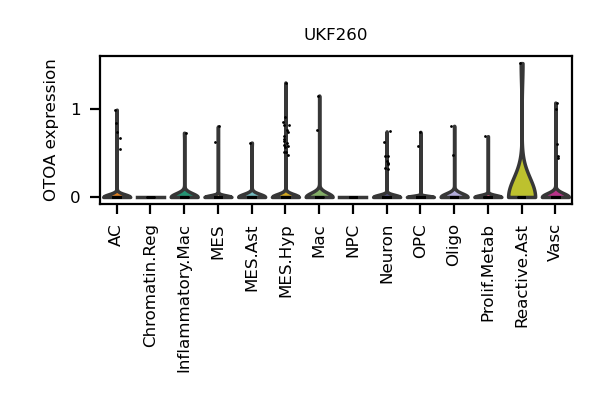 UKF260
OTOA expression
1
0
AC
Chromatin.Reg
Inflammatory.Mac
MES
MES.Ast
MES.Hyp
Mac
NPC
Neuron
OPC
Oligo
Prolif.Metab
Reactive.Ast
Vasc